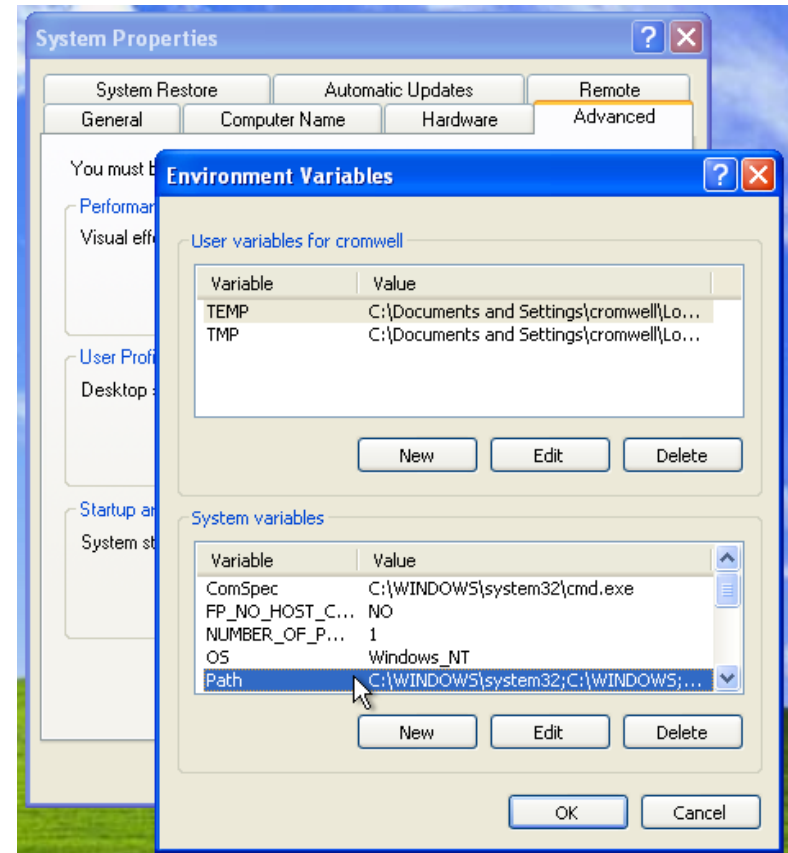 System Properties
System Restore Automatic Updates Remote
General Computer Name Hardware Advanced
You must b
Environment Variables
Performan
Visual effe
User variables for cromwell
Variable Value
TEMP C:\Documents and Settings\cromwell\Lo...
TMP C:\Documents and Settings\cromwell\Lo...
User Profi
Desktop s
New Edit Delete
Startup an
System st
System variables
Variable Value
ComSpec C:\WINDOWS\system32\cmd.exe
FP_NO_HOST_C... NO
NUMBER_OF_P... 1
OS Windows_NT
Path C:\WINDOWS\system32;C:\WINDOWS;...
New Edit Delete
OK Cancel